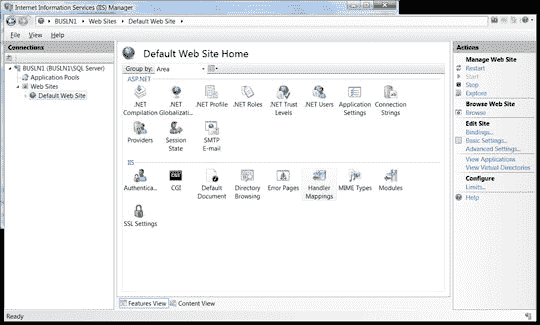 Internet Information Services (IIS) Manager
BUSLN1 ▸ Web Sites ▸ Default Web Site ▸
File View Help
Connections
BUSLN1 (BUSLN1\SQL Server)
Application Pools
Web Sites
Default Web Site
Default Web Site Home
Group by: Area
ASP.NET
.NET Compilation
.NET Globalizati...
.NET Profile
.NET Roles
.NET Trust Levels
.NET Users
Application Settings
Connection Strings
Providers
Session State
SMTP E-mail
IIS
Authentica...
CGI
Default Document
Directory Browsing
Error Pages
Handler Mappings
MIME Types
Modules
SSL Settings
Features View
Content View
Actions
Manage Web Site
Restart
Start
Stop
Explore
Browse Web Site
Browse
Edit Site
Bindings...
Basic Settings...
Advanced Settings...
View Applications
View Virtual Directories
Configure
Limits...
Help
Ready